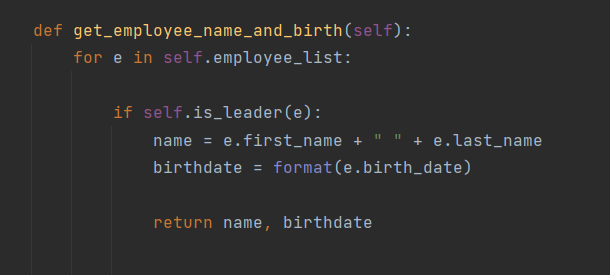 def get_employee_name_and_birth(self):
    for e in self.employee_list:
        if self.is_leader(e):
            name = e.first_name + " " + e.last_name
            birthdate = format(e.birth_date)
            return name, birthdate